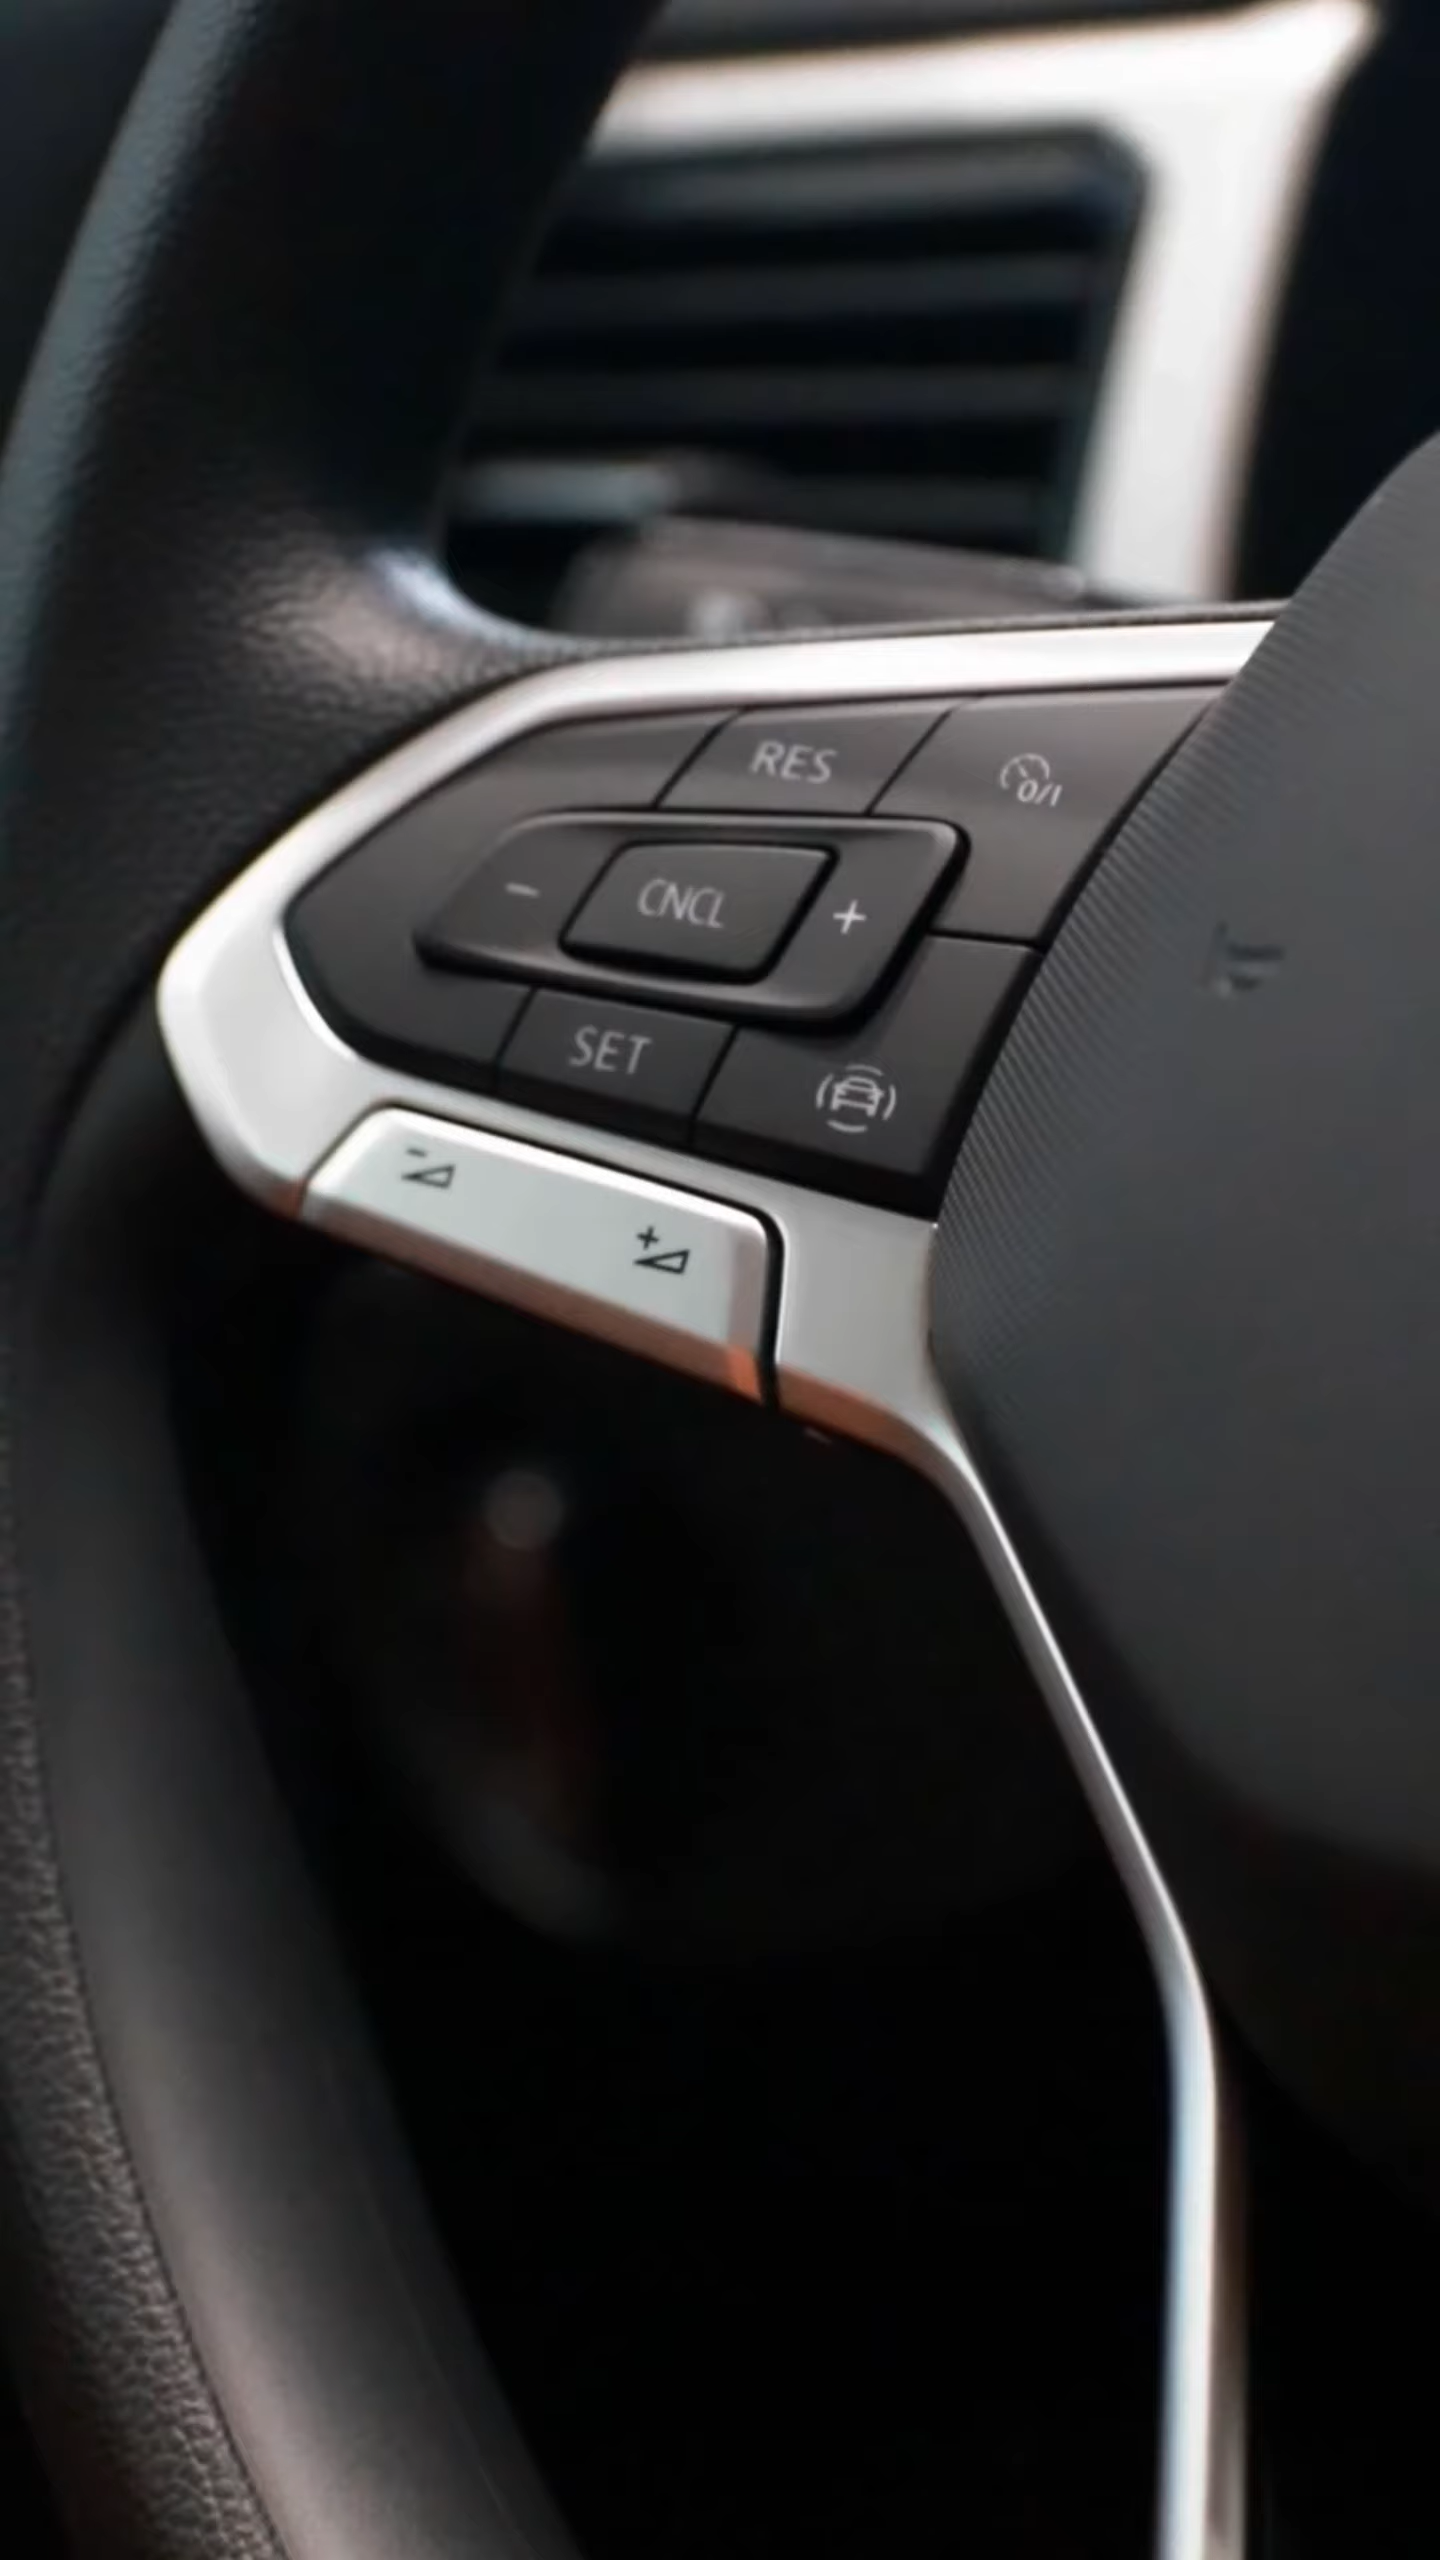 RES
0/I
- CNCL +
SET
-
+